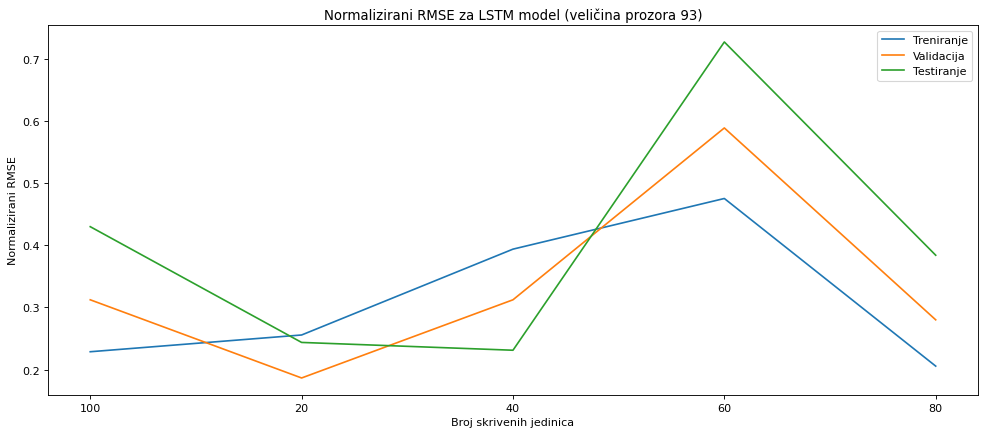 Normalizirani RMSE za LSTM model (veličina prozora 93)
Treniranje
Validacija
Testiranje
Normalizirani RMSE
0.7
0.6
0.5
0.4
0.3
0.2
100 20 40 60 80
Broj skrivenih jedinica